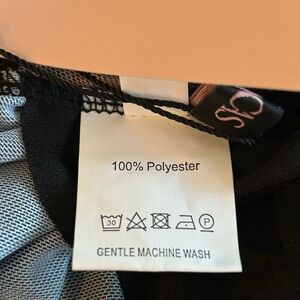 100% Polyester
30 P
GENTLE MACHINE WASH